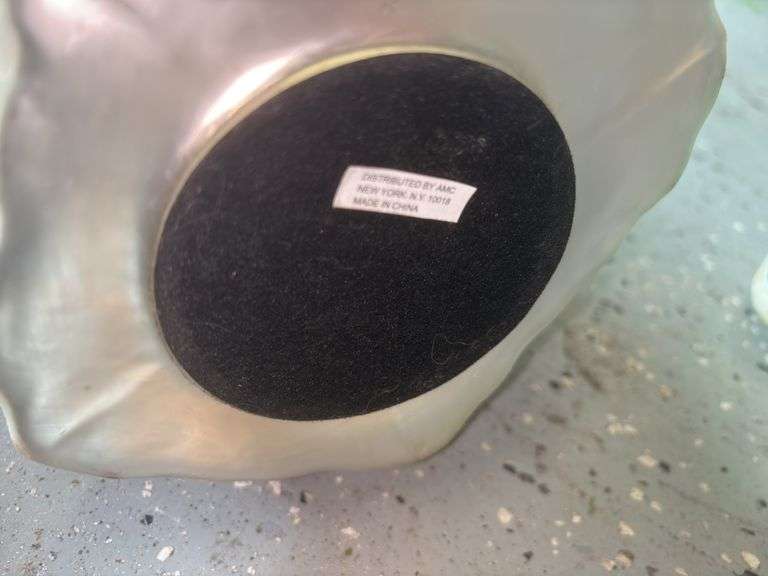 DISTRIBUTED BY AMC
NEW YORK, N.Y. 10018
MADE IN CHINA